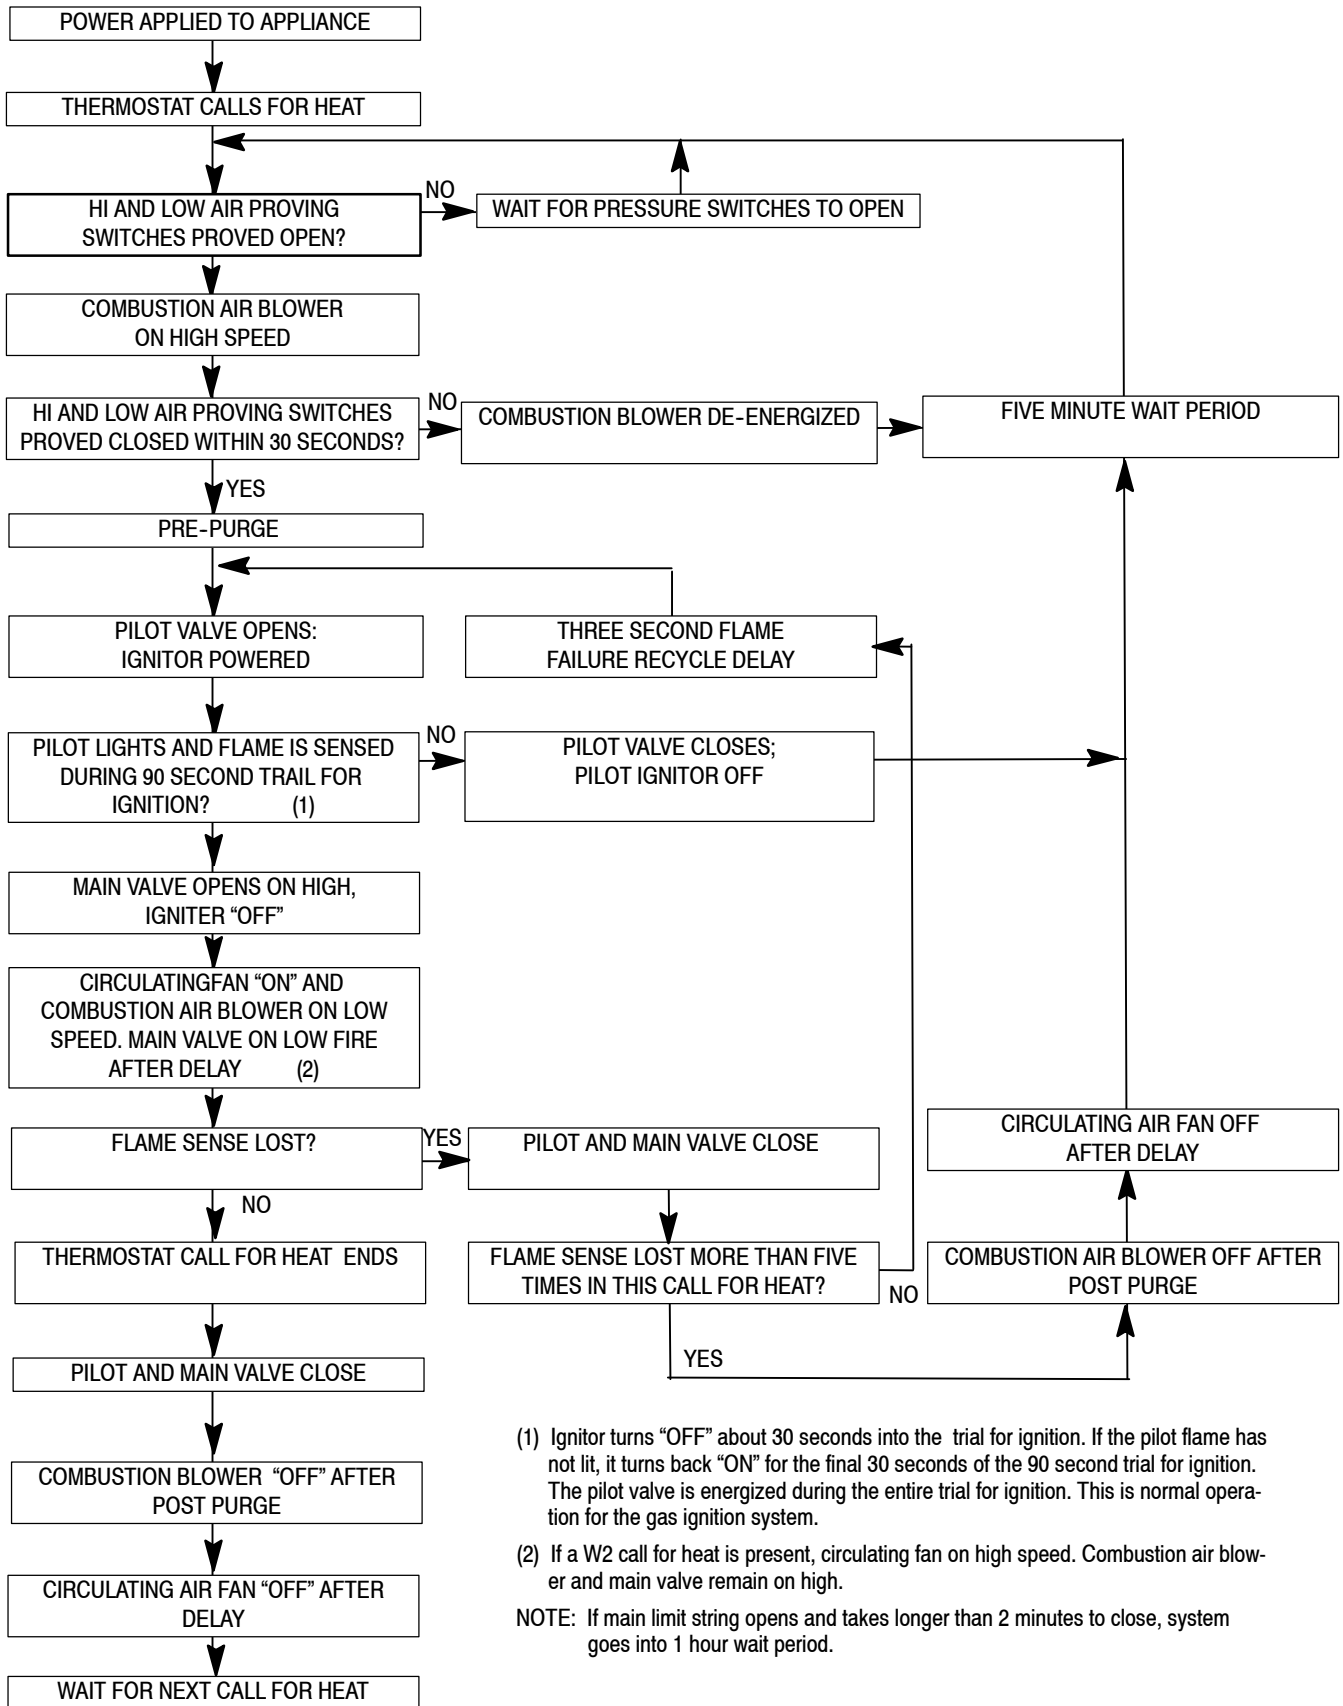 POWER APPLIED TO APPLIANCE
THERMOSTAT CALLS FOR HEAT
HI AND LOW AIR PROVING
SWITCHES PROVED OPEN?
NO
WAIT FOR PRESSURE SWITCHES TO OPEN
COMBUSTION AIR BLOWER
ON HIGH SPEED
HI AND LOW AIR PROVING SWITCHES
PROVED CLOSED WITHIN 30 SECONDS?
NO
COMBUSTION BLOWER DE-ENERGIZED
FIVE MINUTE WAIT PERIOD
YES
PRE-PURGE
PILOT VALVE OPENS:
IGNITOR POWERED
THREE SECOND FLAME
FAILURE RECYCLE DELAY
PILOT LIGHTS AND FLAME IS SENSED
DURING 90 SECOND TRAIL FOR
IGNITION? (1)
NO
PILOT VALVE CLOSES;
PILOT IGNITOR OFF
MAIN VALVE OPENS ON HIGH,
IGNITER “OFF”
CIRCULATINGFAN “ON” AND
COMBUSTION AIR BLOWER ON LOW
SPEED. MAIN VALVE ON LOW FIRE
AFTER DELAY (2)
FLAME SENSE LOST?
YES
PILOT AND MAIN VALVE CLOSE
CIRCULATING AIR FAN OFF
AFTER DELAY
NO
THERMOSTAT CALL FOR HEAT ENDS
FLAME SENSE LOST MORE THAN FIVE
TIMES IN THIS CALL FOR HEAT?
NO
COMBUSTION AIR BLOWER OFF AFTER
POST PURGE
YES
PILOT AND MAIN VALVE CLOSE
COMBUSTION BLOWER “OFF” AFTER
POST PURGE
CIRCULATING AIR FAN “OFF” AFTER
DELAY
WAIT FOR NEXT CALL FOR HEAT
(1) Ignitor turns “OFF” about 30 seconds into the trial for ignition. If the pilot flame has
not lit, it turns back “ON” for the final 30 seconds of the 90 second trial for ignition.
The pilot valve is energized during the entire trial for ignition. This is normal opera-
tion for the gas ignition system.
(2) If a W2 call for heat is present, circulating fan on high speed. Combustion air blow-
er and main valve remain on high.
NOTE: If main limit string opens and takes longer than 2 minutes to close, system
goes into 1 hour wait period.